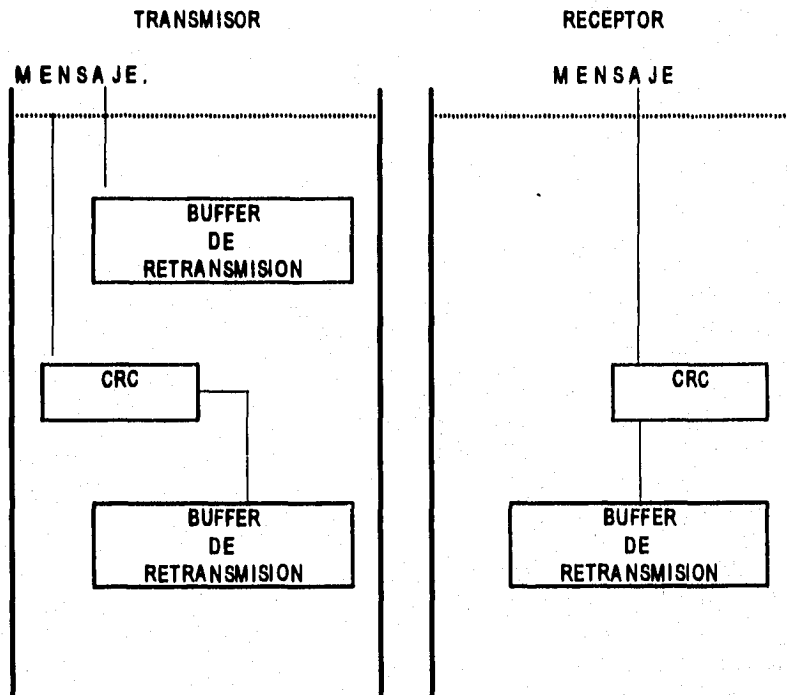 TRANSMISOR
MENSAJE.
BUFFER
DE
RETRANSMISION
CRC
BUFFER
DE
RETRANSMISION
RECEPTOR
MENSAJE
CRC
BUFFER
DE
RETRANSMISION